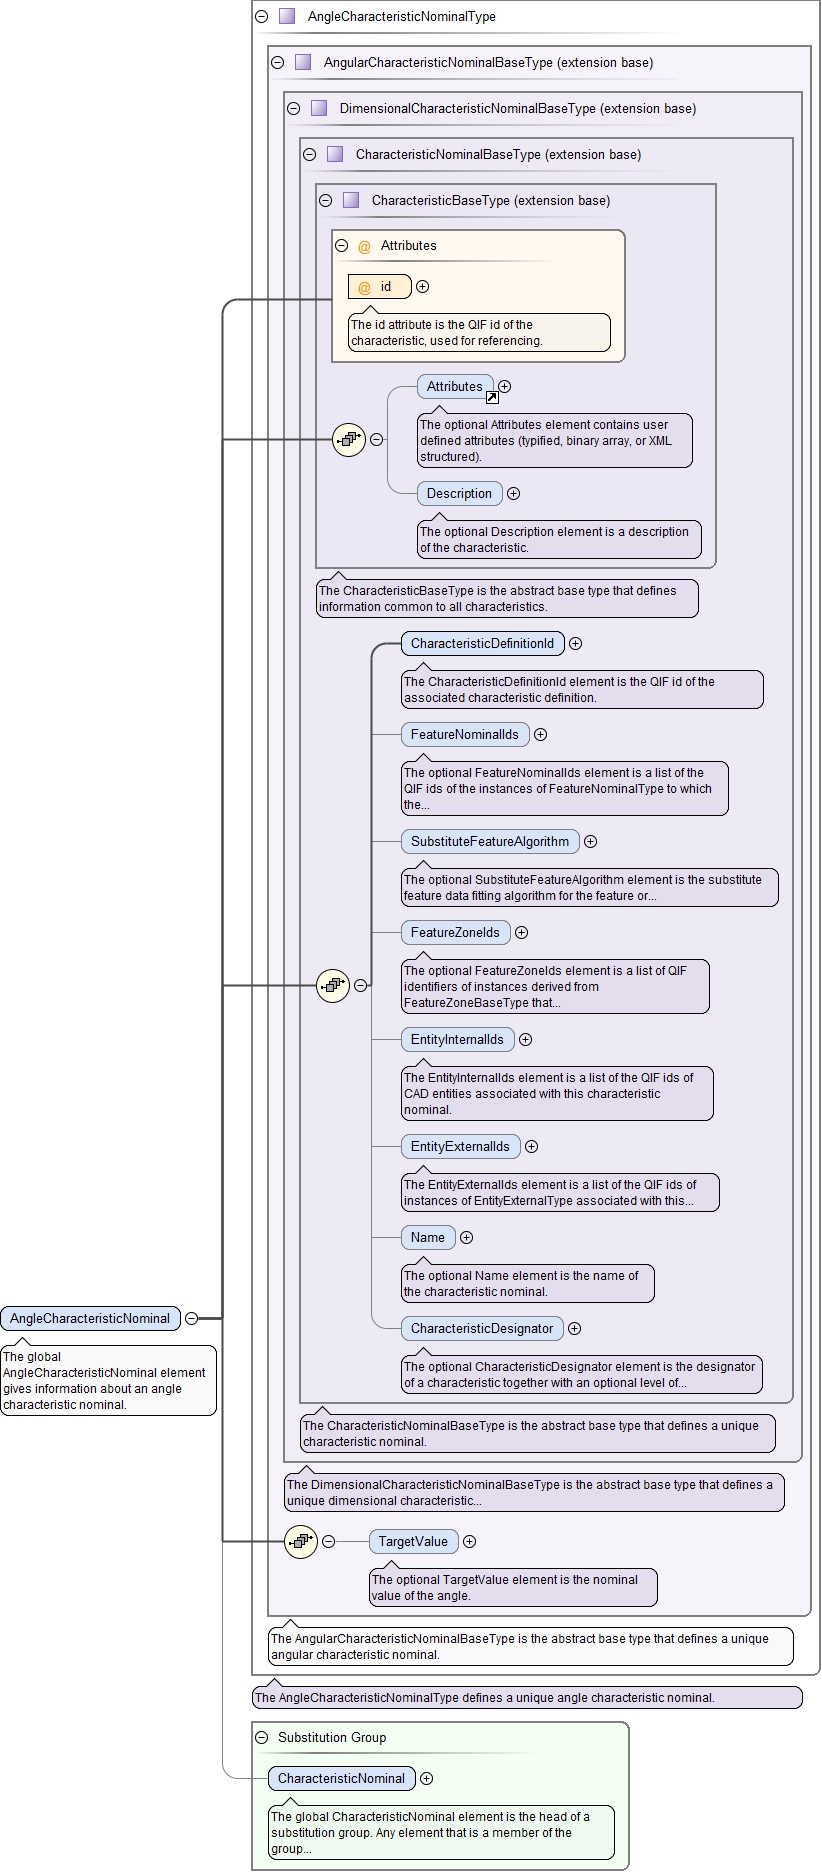 AngleCharacteristicNominalType
AngularCharacteristicNominalBaseType (extension base)
DimensionalCharacteristicNominalBaseType (extension base)
CharacteristicNominalBaseType (extension base)
CharacteristicBaseType (extension base)
@ Attributes
@ id
The id attribute is the QIF id of the
characteristic, used for referencing.
Attributes
The optional Attributes element contains user
defined attributes (typified, binary array, or XML
structured).
Description
The optional Description element is a description
of the characteristic.
The CharacteristicBaseType is the abstract base type that defines
information common to all characteristics.
CharacteristicDefinitionId
The CharacteristicDefinitionId element is the QIF id of the
associated characteristic definition.
FeatureNominalIds
The optional FeatureNominalIds element is a list of the
QIF ids of the instances of FeatureNominalType to which
the...
SubstituteFeatureAlgorithm
The optional SubstituteFeatureAlgorithm element is the substitute
feature data fitting algorithm for the feature or...
FeatureZoneIds
The optional FeatureZoneIds element is a list of QIF
identifiers of instances derived from
FeatureZoneBaseType that...
EntityInternalIds
The EntityInternalIds element is a list of the QIF ids of
CAD entities associated with this characteristic
nominal.
EntityExternalIds
The EntityExternalIds element is a list of the QIF ids of
instances of EntityExternalType associated with this...
Name
The optional Name element is the name of
the characteristic nominal.
CharacteristicDesignator
The optional CharacteristicDesignator element is the designator
of a characteristic together with an optional level of...
AngleCharacteristicNominal
The global
AngleCharacteristicNominal element
gives information about an angle
characteristic nominal.
The CharacteristicNominalBaseType is the abstract base type that defines a unique
characteristic nominal.
The DimensionalCharacteristicNominalBaseType is the abstract base type that defines a
unique dimensional characteristic...
TargetValue
The optional TargetValue element is the nominal
value of the angle.
The AngularCharacteristicNominalBaseType is the abstract base type that defines a unique
angular characteristic nominal.
The AngleCharacteristicNominalType defines a unique angle characteristic nominal.
Substitution Group
CharacteristicNominal
The global CharacteristicNominal element is the head of a
substitution group. Any element that is a member of the
group...